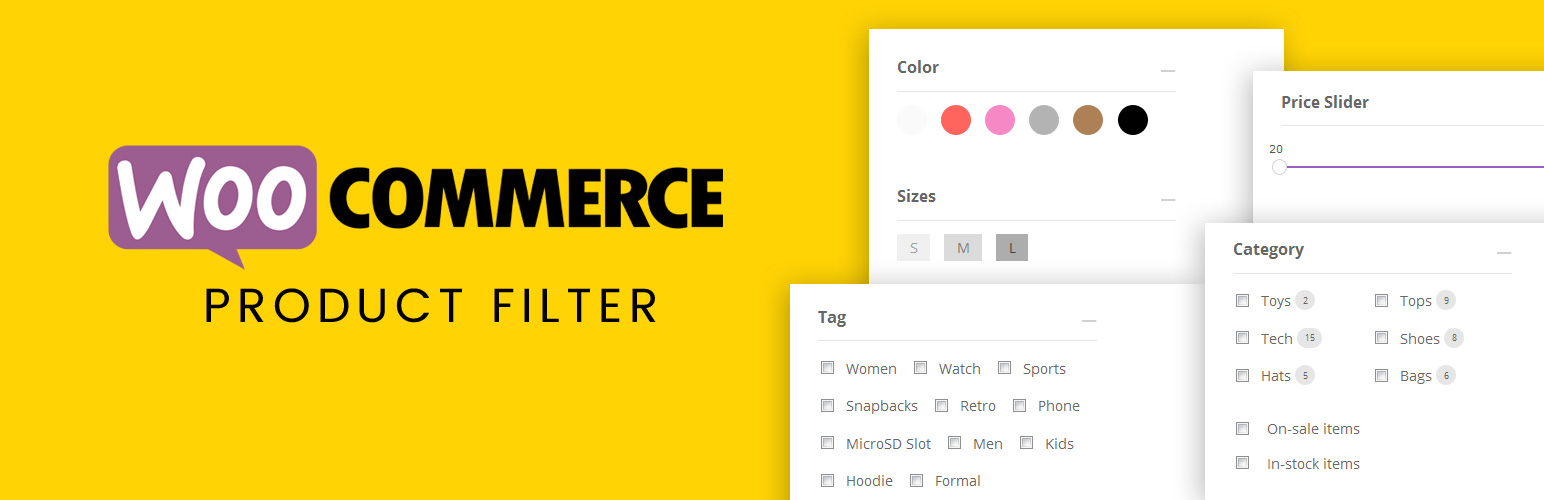 WOO COMMERCE
PRODUCT FILTER
Color
Sizes
S M L
Price Slider
20
Tag
Women Watch Sports
Snapbacks Retro Phone
MicroSD Slot Men Kids
Hoodie Formal
Category
Toys 2 Tops 9
Tech 15 Shoes 8
Hats 5 Bags 6
On-sale items
In-stock items